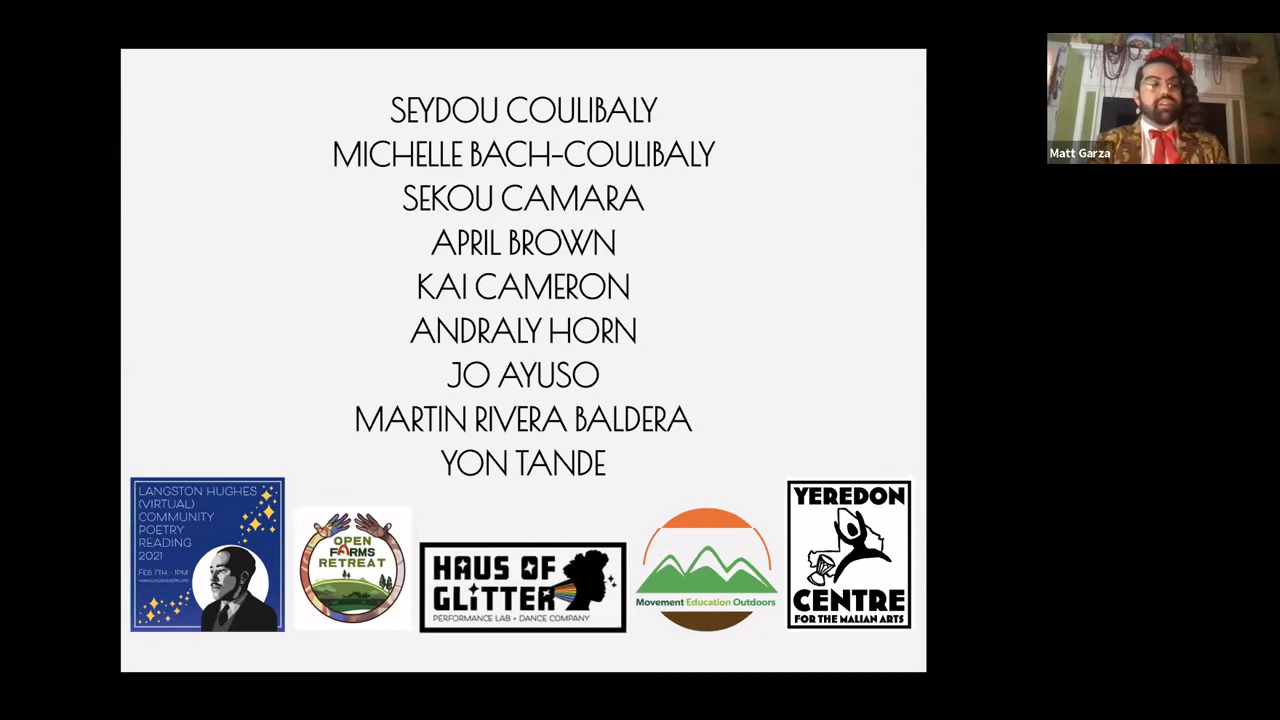 SEYDOU COULIBALY
MICHELLE BACH-COULIBALY
SEKOU CAMARA
APRIL BROWN
KAI CAMERON
ANDRALY HORN
JO AYUSO
MARTIN RIVERA BALDERA
YON TANDE
LANGSTON HUGHES
(VIRTUAL)
COMMUNITY
POETRY
READING
2021
FEB 7TH - 1PM
OPEN
FARMS
RETREAT
HAUS OF
GLITTER
PERFORMANCE LAB + DANCE COMPANY
Movement Education Outdoors
YEREDON
CENTRE
FOR THE MALIAN ARTS
Matt Garza